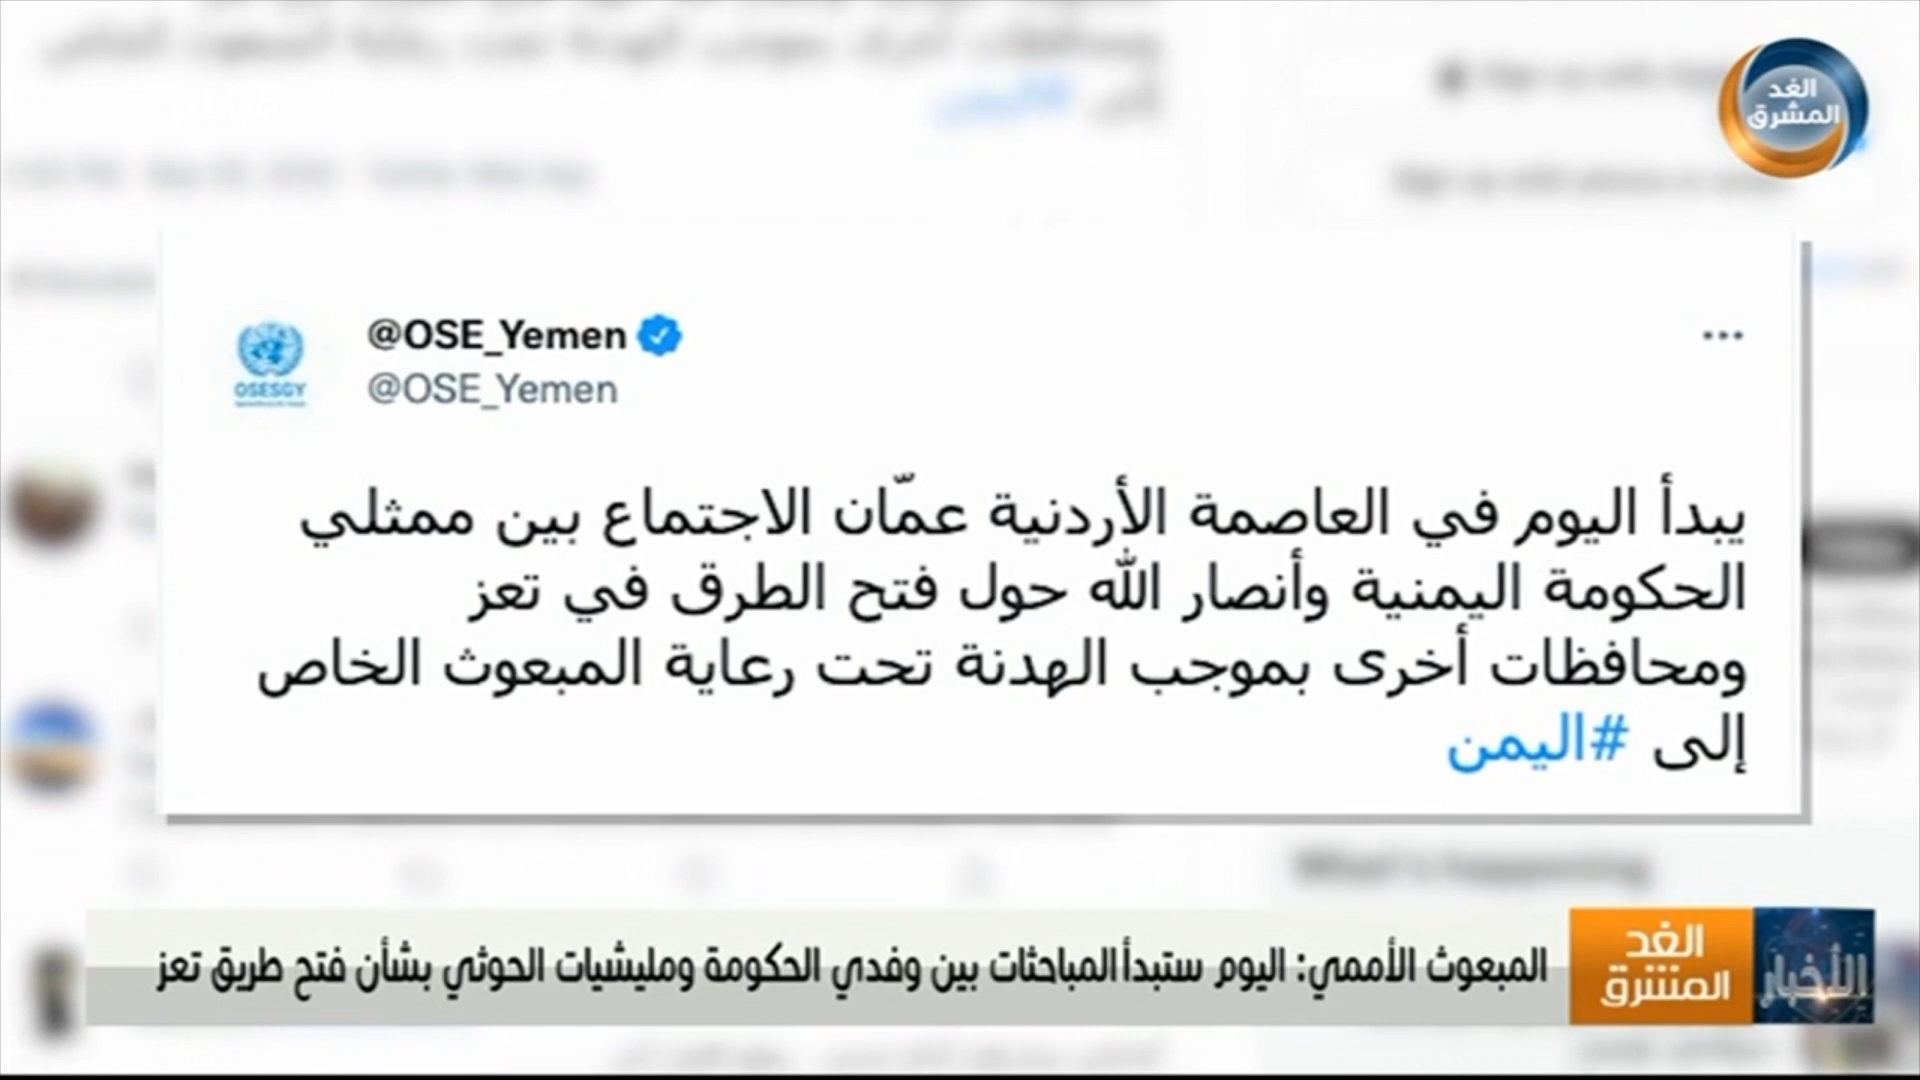 الغد
المشرق
@OSE_Yemen
@OSE_Yemen
OSESGY
يبدأ اليوم في العاصمة الأردنية عمّان الاجتماع بين ممثلي
الحكومة اليمنية وأنصار الله حول فتح الطرق في تعز
ومحافظات أخرى بموجب الهدنة تحت رعاية المبعوث الخاص
إلى #اليمن
What's happening
الأخبار
الغد
المشرق
المبعوث الأممي: اليوم ستبدأ المباحثات بين وفدي الحكومة ومليشيات الحوثي بشأن فتح طريق تعز